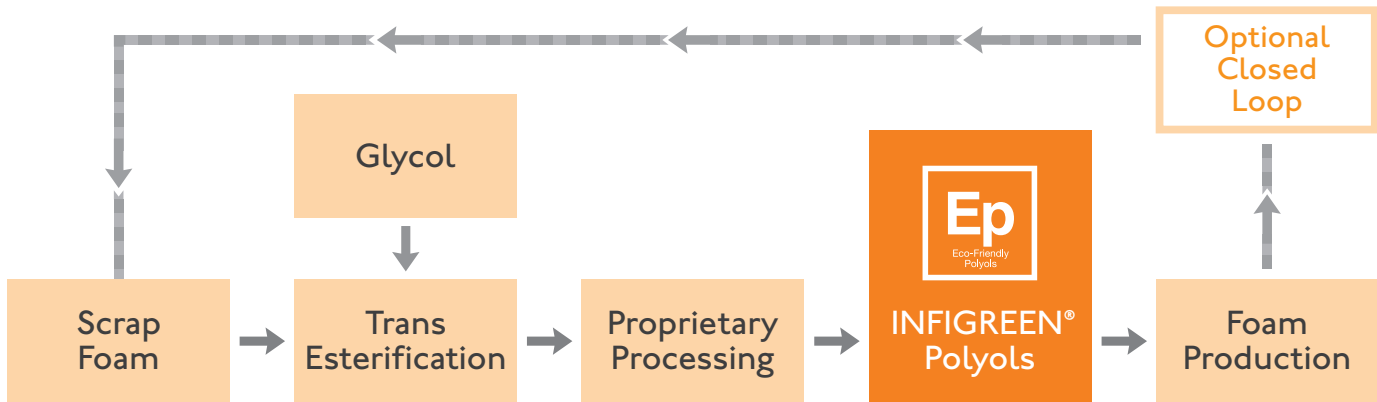 Optional
Closed
Loop
Glycol
Ep
Eco-Friendly
Polyols
Scrap
Foam
Trans
Esterification
Proprietary
Processing
INFIGREEN®
Polyols
Foam
Production